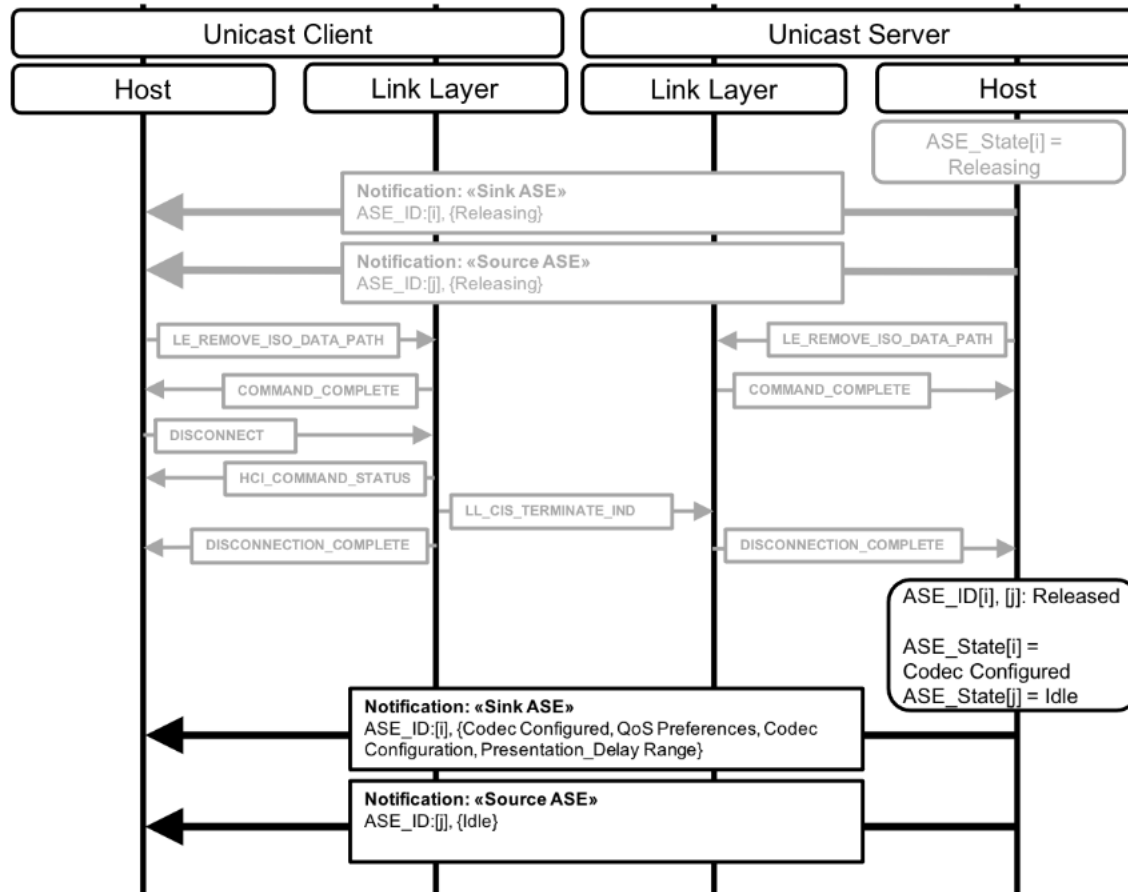 Unicast Client
Unicast Server
Host
Link Layer
Link Layer
Host
ASE_State[i] =
Releasing
Notification: «Sink ASE»
ASE_ID:[i], {Releasing}
Notification: «Source ASE»
ASE_ID:[j], {Releasing}
LE_REMOVE_ISO_DATA_PATH
LE_REMOVE_ISO_DATA_PATH
COMMAND_COMPLETE
COMMAND_COMPLETE
DISCONNECT
HCI_COMMAND_STATUS
LL_CIS_TERMINATE_IND
DISCONNECTION_COMPLETE
DISCONNECTION_COMPLETE
ASE_ID[i], [j]: Released
ASE_State[i] =
Codec Configured
ASE_State[j] = Idle
Notification: «Sink ASE»
ASE_ID:[i], {Codec Configured, QoS Preferences, Codec
Configuration, Presentation_Delay Range}
Notification: «Source ASE»
ASE_ID:[j], {Idle}